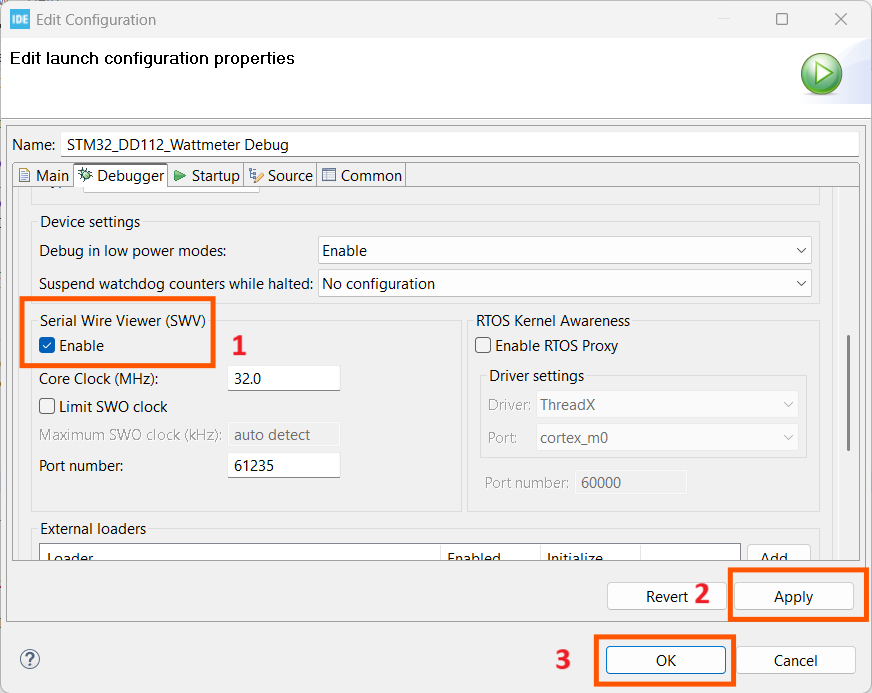 IDE Edit Configuration
Edit launch configuration properties
Name: STM32_DD112_Wattmeter Debug
Main Debugger Startup Source Common
Device settings
Debug in low power modes: Enable
Suspend watchdog counters while halted: No configuration
Serial Wire Viewer (SWV)
Enable
1
Core Clock (MHz): 32.0
Limit SWO clock
Maximum SWO clock (kHz): auto detect
Port number: 61235
RTOS Kernel Awareness
Enable RTOS Proxy
Driver settings
Driver: ThreadX
Port: cortex_m0
Port number: 60000
External loaders
Loader Enabled Initialize Add...
Revert 2 Apply
3 OK Cancel
?